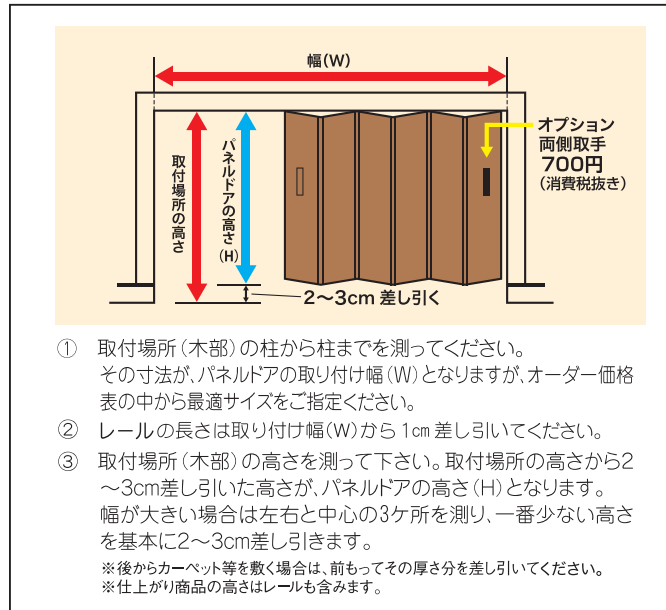 幅(W)
オプション
両側取手
700円
(消費税抜き)
取付場所の高さ
パネルドアの高さ(H)
2〜3cm 差し引く
① 取付場所(木部)の柱から柱までを測ってください。
その寸法が、パネルドアの取り付け幅(W)となりますが、オーダー価格
表の中から最適サイズをご指定ください。
② レールの長さは取り付け幅(W)から1㎝差し引いてください。
③ 取付場所(木部)の高さを測って下さい。取付場所の高さから2
〜3cm差し引いた高さが、パネルドアの高さ(H)となります。
幅が大きい場合は左右と中心の3ケ所を測り、一番少ない高さ
を基本に2〜3cm差し引きます。
※後からカーペット等を敷く場合は、前もってその厚さ分を差し引いてください。
※仕上がり商品の高さはレールも含みます。